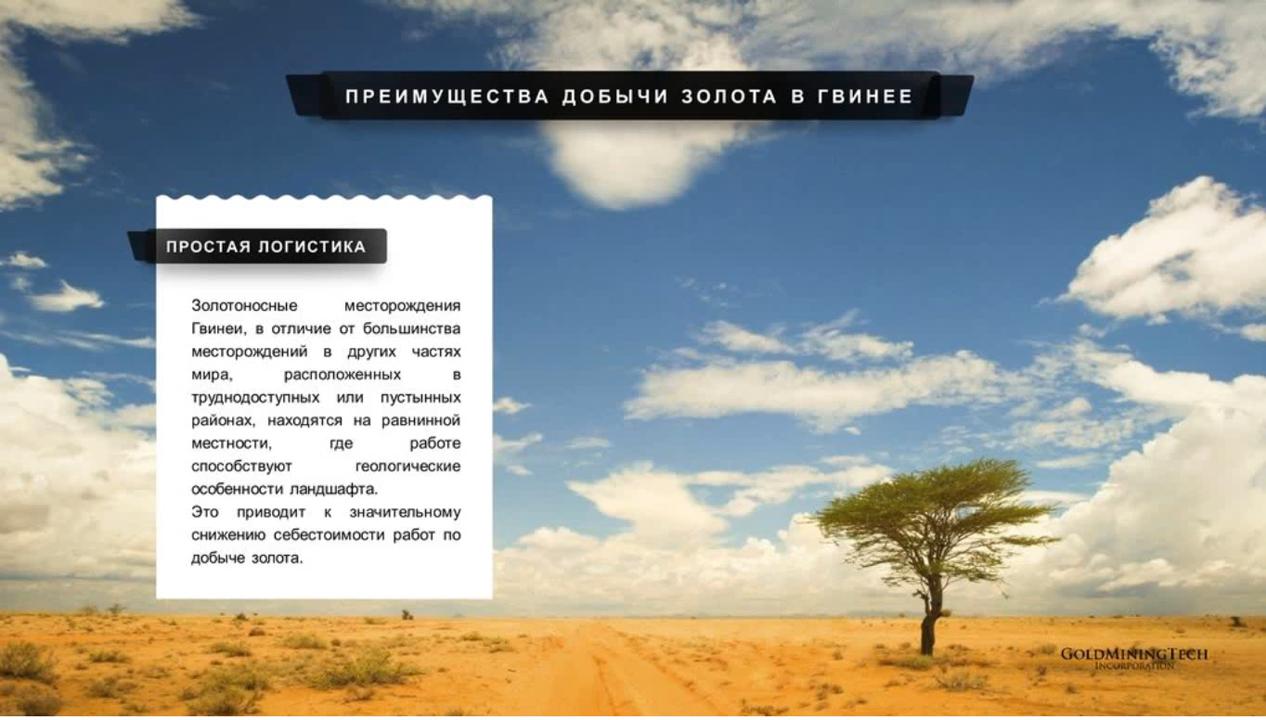 ПРЕИМУЩЕСТВА ДОБЫЧИ ЗОЛОТА В ГВИНЕЕ
ПРОСТАЯ ЛОГИСТИКА
Золотоносные месторождения
Гвинеи, в отличие от большинства
месторождений в других частях
мира, расположенных в
труднодоступных или пустынных
районах, находятся на равнинной
местности, где работе
способствуют геологические
особенности ландшафта.
Это приводит к значительному
снижению себестоимости работ по
добыче золота.
GOLDMININGTECH
INCORPORATION